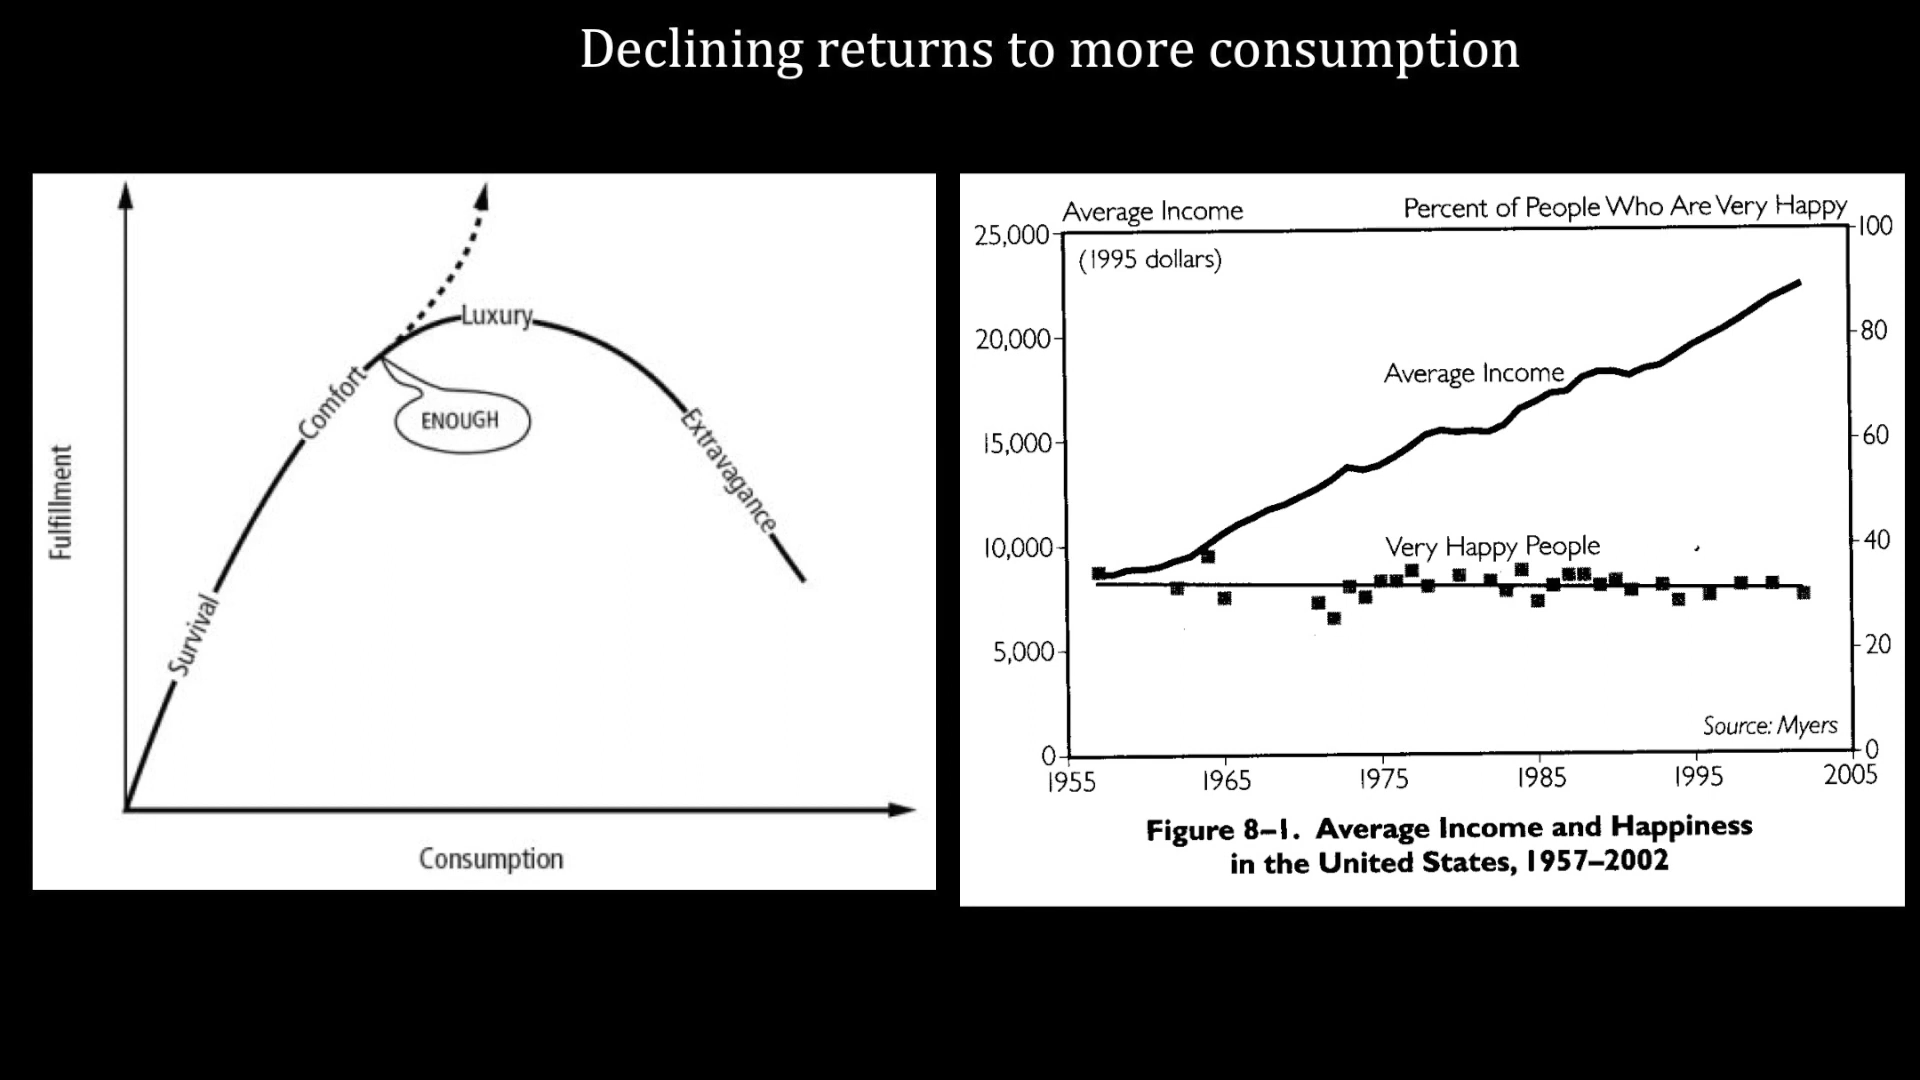 Declining returns to more consumption
Fulfillment
Survival
Comfort
Luxury
ENOUGH
Extravagance
Consumption
Average Income
Percent of People Who Are Very Happy
(1995 dollars)
25,000
20,000
15,000
10,000
5,000
0
100
80
60
40
20
0
Average Income
Very Happy People
Source: Myers
1955 1965 1975 1985 1995 2005
Figure 8–1. Average Income and Happiness
in the United States, 1957–2002